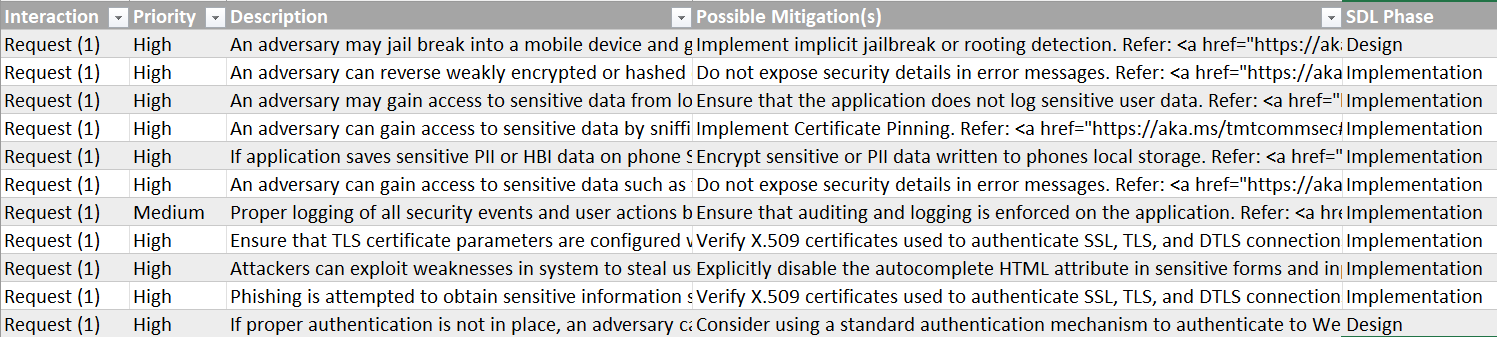 Interaction Priority Description Possible Mitigation(s) SDL Phase
Request (1) High An adversary may jail break into a mobile device and g Implement implicit jailbreak or rooting detection. Refer: <a href="https://aka Design
Request (1) High An adversary can reverse weakly encrypted or hashed Do not expose security details in error messages. Refer: <a href="https://aka Implementation
Request (1) High An adversary may gain access to sensitive data from lo Ensure that the application does not log sensitive user data. Refer: <a href=" Implementation
Request (1) High An adversary can gain access to sensitive data by sniffi Implement Certificate Pinning. Refer: <a href="https://aka.ms/tmtcommsec# Implementation
Request (1) High If application saves sensitive PII or HBI data on phone S Encrypt sensitive or PII data written to phones local storage. Refer: <a href=" Implementation
Request (1) High An adversary can gain access to sensitive data such as Do not expose security details in error messages. Refer: <a href="https://aka Implementation
Request (1) Medium Proper logging of all security events and user actions b Ensure that auditing and logging is enforced on the application. Refer: <a hre Implementation
Request (1) High Ensure that TLS certificate parameters are configured w Verify X.509 certificates used to authenticate SSL, TLS, and DTLS connection Implementation
Request (1) High Attackers can exploit weaknesses in system to steal us Explicitly disable the autocomplete HTML attribute in sensitive forms and in Implementation
Request (1) High Phishing is attempted to obtain sensitive information s Verify X.509 certificates used to authenticate SSL, TLS, and DTLS connection Implementation
Request (1) High If proper authentication is not in place, an adversary ca Consider using a standard authentication mechanism to authenticate to We Design